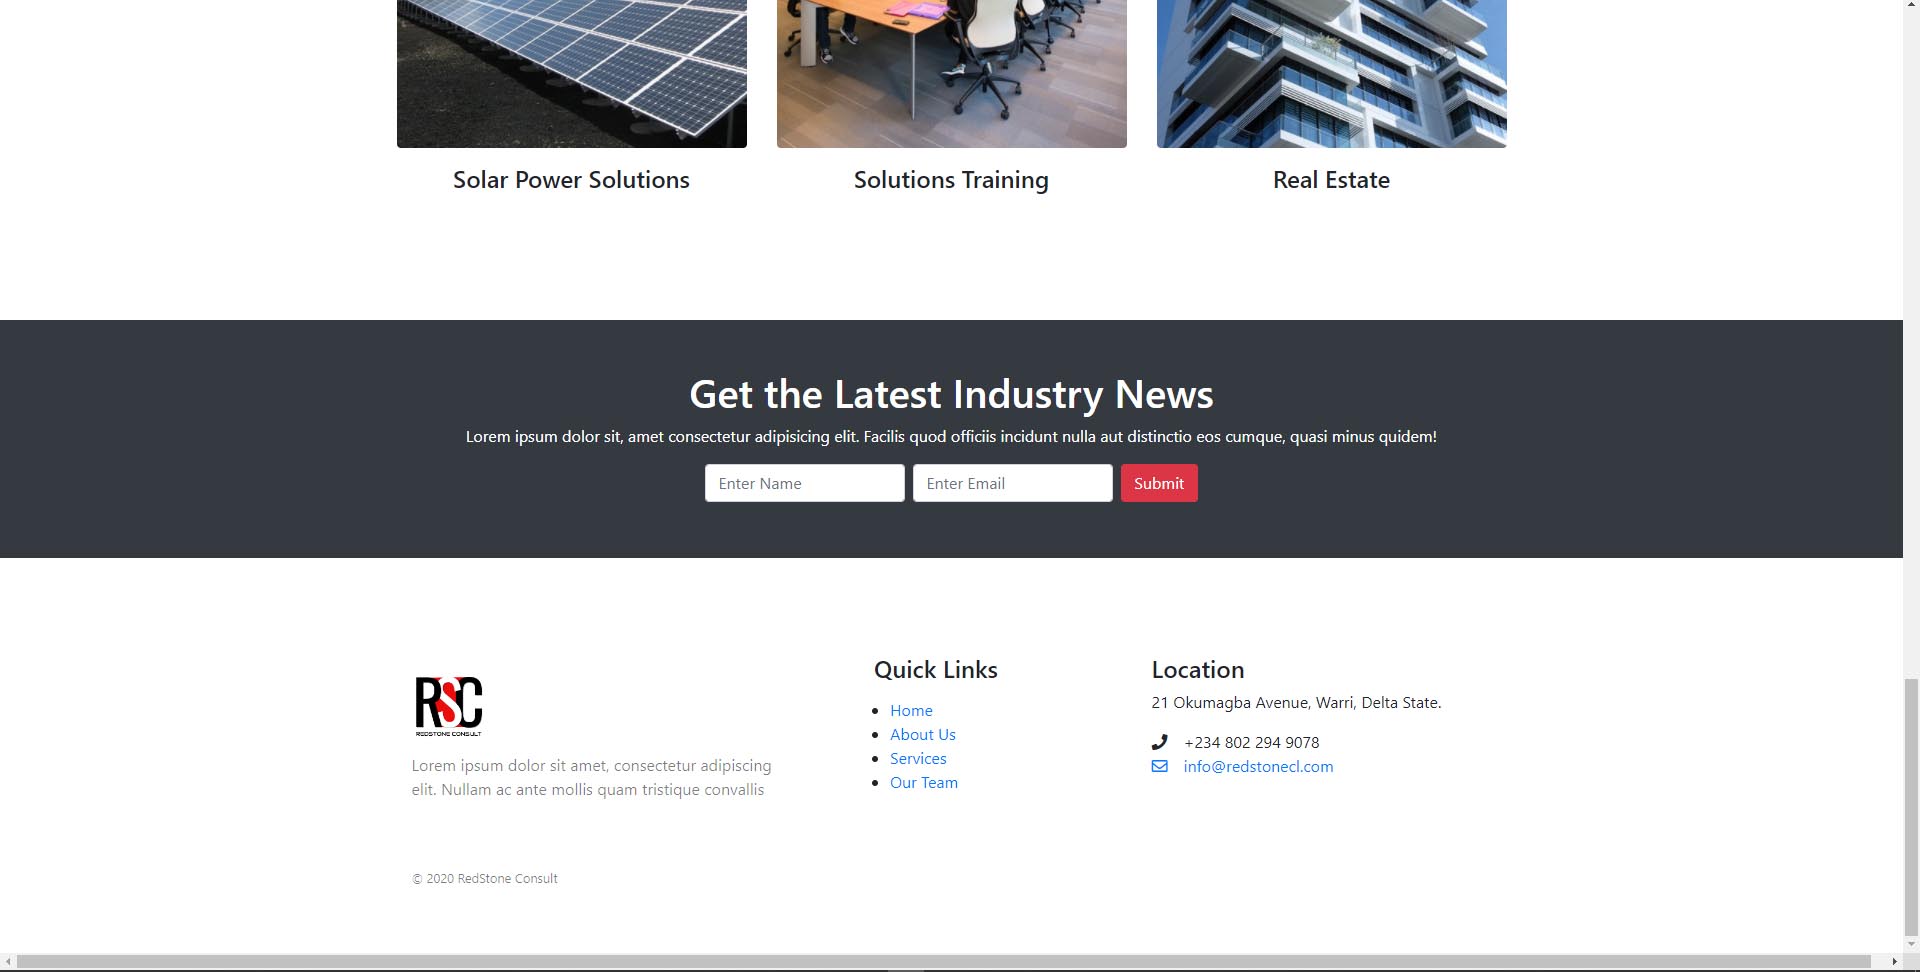 Solar Power Solutions
Solutions Training
Real Estate
Get the Latest Industry News
Lorem ipsum dolor sit, amet consectetur adipisicing elit. Facilis quod officiis incidunt nulla aut distinctio eos cumque, quasi minus quidem!
Enter Name
Enter Email
Submit
RSC
REDSTONE CONSULT
Lorem ipsum dolor sit amet, consectetur adipiscing
elit. Nullam ac ante mollis quam tristique convallis
Quick Links
Home
About Us
Services
Our Team
Location
21 Okumagba Avenue, Warri, Delta State.
+234 802 294 9078
info@redstonecl.com
© 2020 RedStone Consult